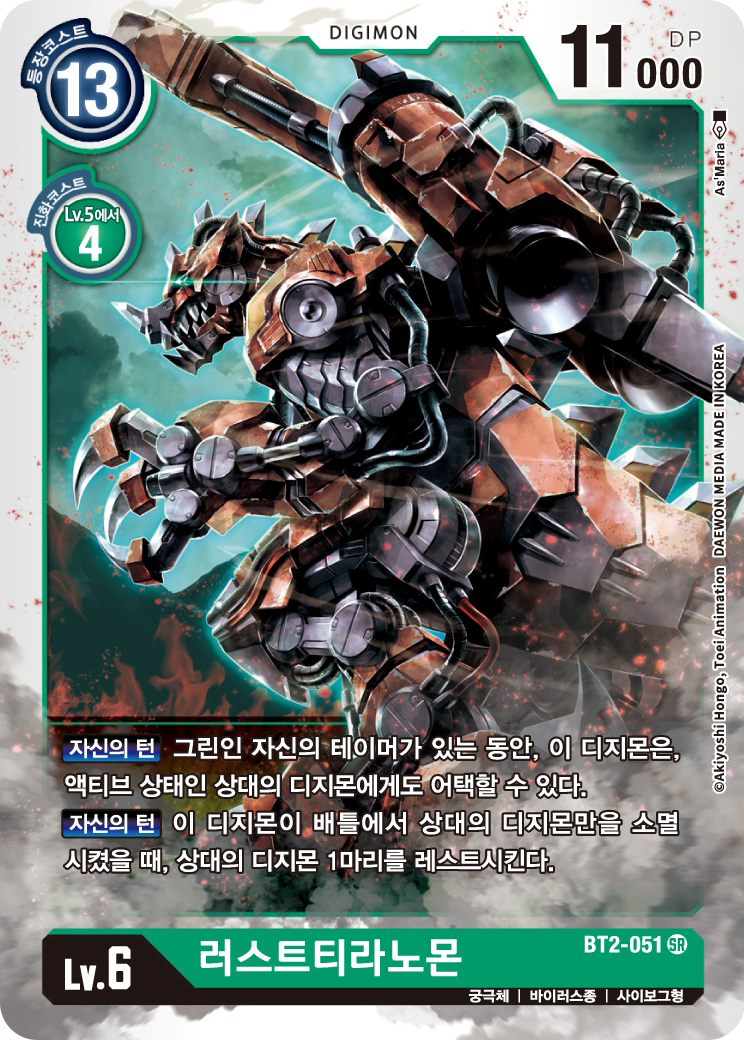 등장코스트
13
DIGIMON
11000
DP
As'Maria
진화코스트
Lv.5에서
4
©Akiyoshi Hongo, Toei Animation DAEWON MEDIA MADE IN KOREA
자신의 턴 그린인 자신의 테이머가 있는 동안, 이 디지몬은,
액티브 상태인 상대의 디지몬에게도 어택할 수 있다.
자신의 턴 이 디지몬이 배틀에서 상대의 디지몬만을 소멸
시켰을 때, 상대의 디지몬 1마리를 레스트시킨다.
Lv.6
러스트티라노몬
BT2-051 SR
궁극체 | 바이러스종 | 사이보그형